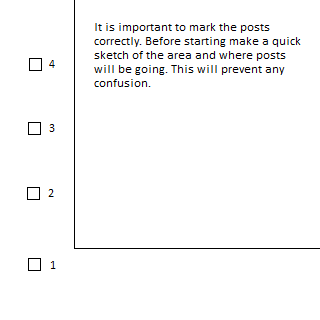 It is important to mark the posts
correctly. Before starting make a quick
sketch of the area and where posts
will be going. This will prevent any
confusion.
4
3
2
1